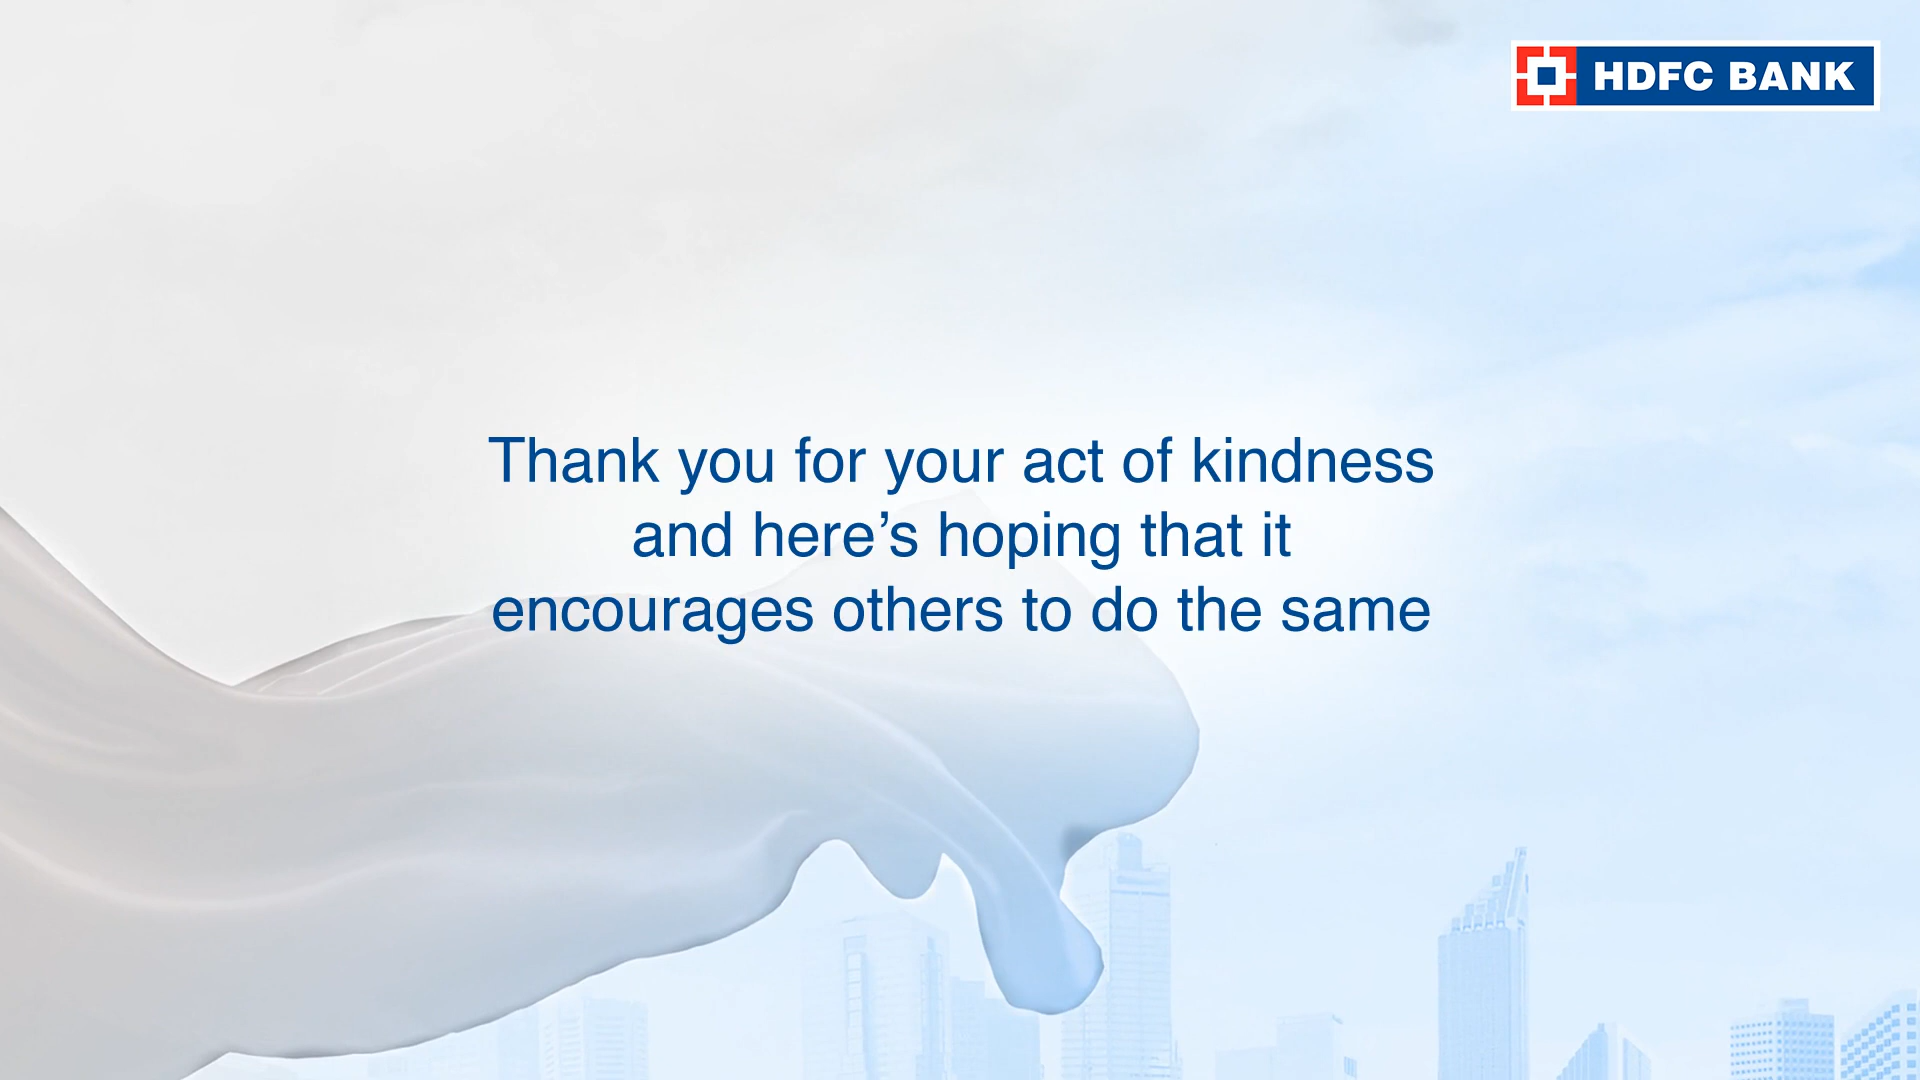 HDFC BANK
Thank you for your act of kindness
and here’s hoping that it
encourages others to do the same